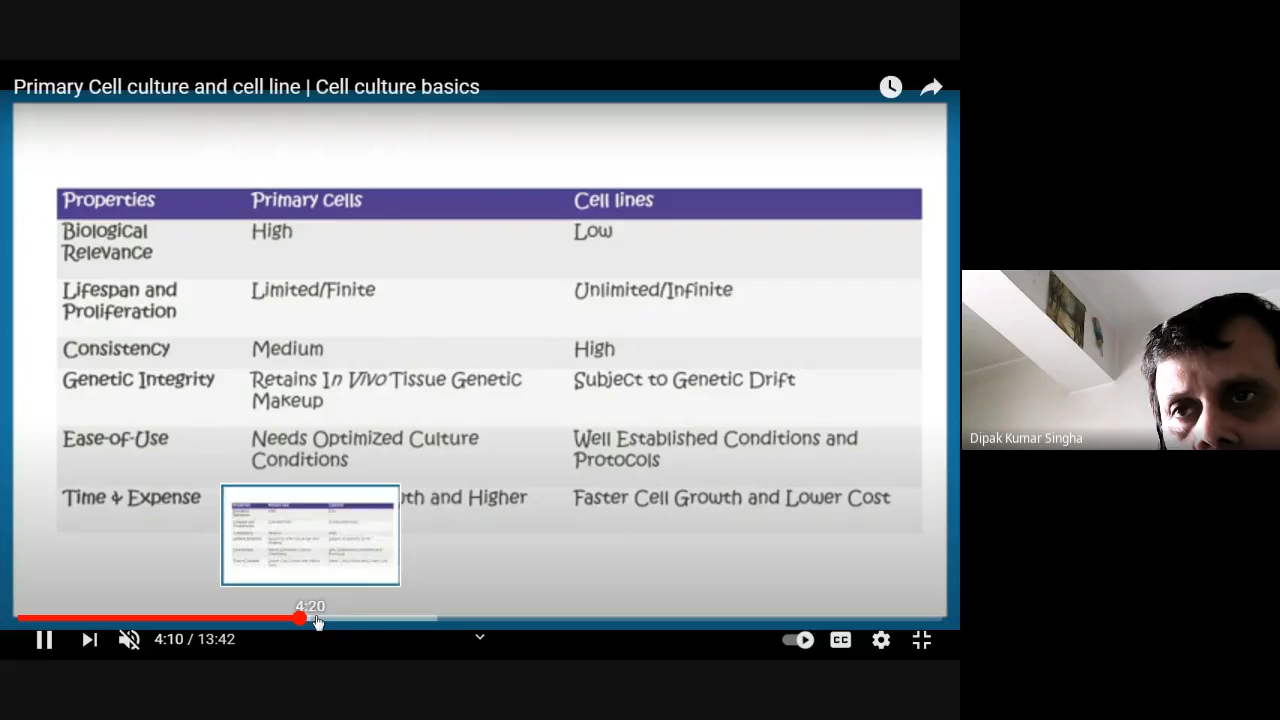 Primary Cell culture and cell line | Cell culture basics
Properties Primary cells Cell lines
Biological Relevance High Low
Lifespan and Proliferation Limited/Finite Unlimited/Infinite
Consistency Medium High
Genetic Integrity Retains In Vivo Tissue Genetic Makeup Subject to Genetic Drift
Ease-of-Use Needs Optimized Culture Conditions Well Established Conditions and Protocols
Time & Expense and Higher Faster Cell Growth and Lower Cost
4:20
4:10 / 13:42
CC
Dipak Kumar Singha